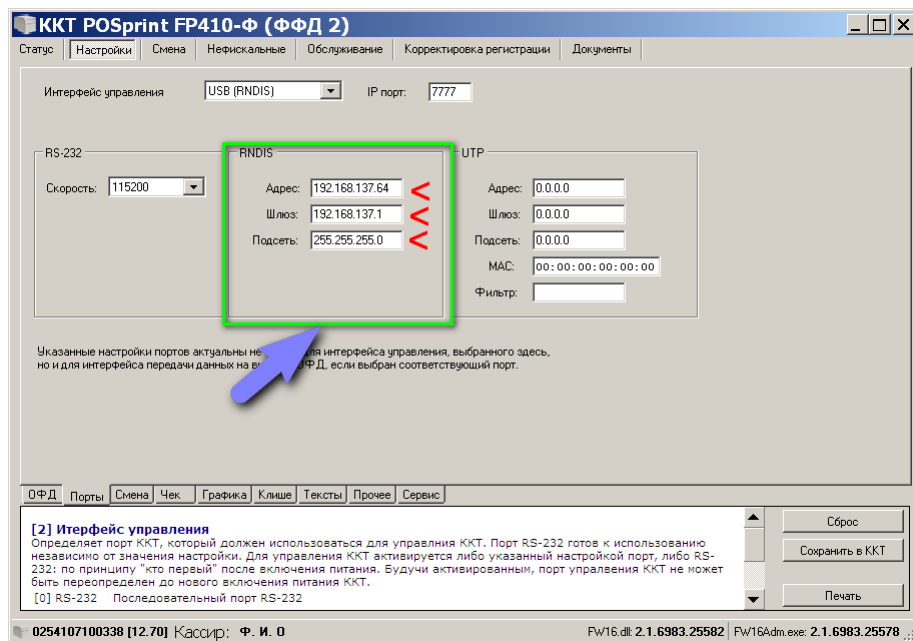 ККТ POSprint FP410-Ф (ФФД 2)
Статус Настройки Смена Нефискальные Обслуживание Корректировка регистрации Документы
Интерфейс управления USB (RNDIS) IP порт: 7777
RS-232 RNDIS UTP
Скорость: 115200 Адрес: 192.168.137.64 < Адрес: 0.0.0.0
Шлюз: 192.168.137.1 < Шлюз: 0.0.0.0
Подсеть: 255.255.255.0 < Подсеть: 0.0.0.0
MAC: 00:00:00:00:00:00
Фильтр:
Указанные настройки портов актуальны не для интерфейса управления, выбранного здесь,
но и для интерфейса передачи данных на ОФД, если выбран соответствующий порт.
ОФД Порты Смена Чек Графика Клише Тексты Прочее Сервис
[2] Итерфейс управления
Определяет порт ККТ, который должен использоваться для управлния ККТ. Порт RS-232 готов к использованию
независимо от значения настройки. Для управления ККТ активируется либо указанный настройкой порт, либо RS-
232: по принципу "кто первый" после включения питания. Будучи активированным, порт упралвения ККТ не может
быть переопределен до нового включения питания ККТ.
[0] RS-232 Последовательный порт RS-232
Сброс
Сохранить в ККТ
Печать
0254107100338 [12.70] Кассир: Ф. И. О FW16.dll: 2.1.6983.25582 FW16Adm.exe: 2.1.6983.25578